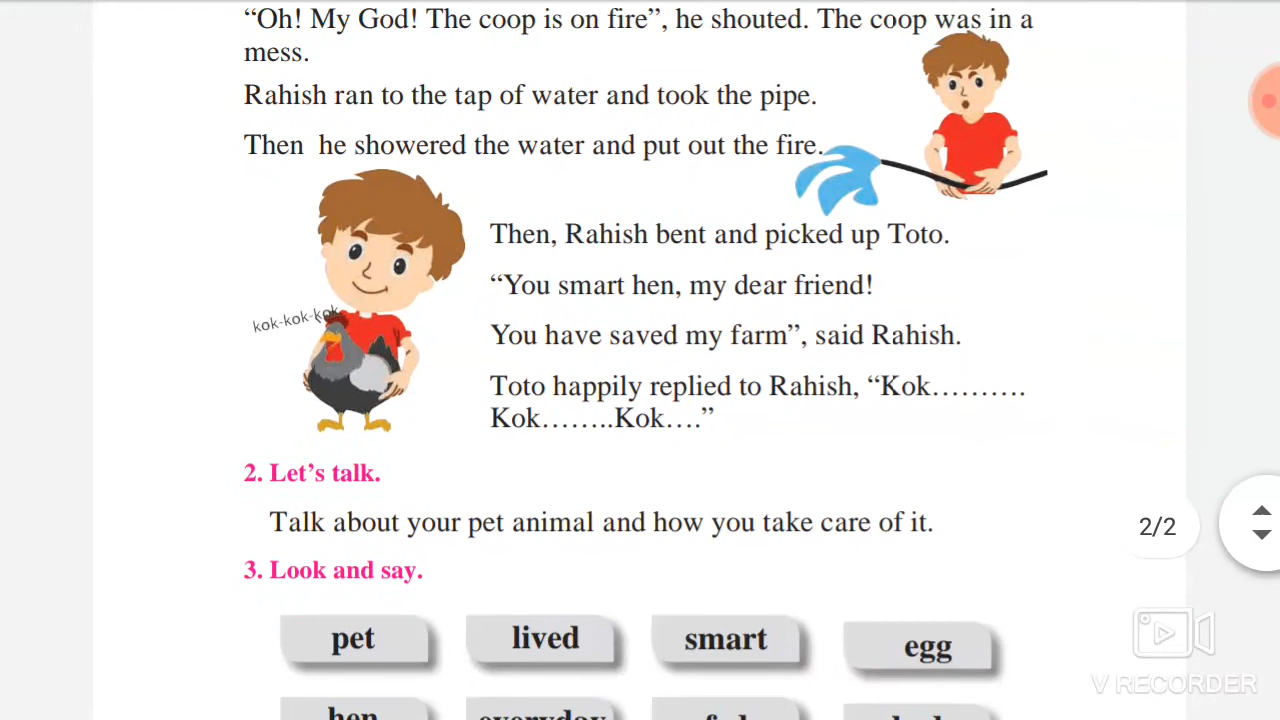 “Oh! My God! The coop is on fire”, he shouted. The coop was in a
mess.
Rahish ran to the tap of water and took the pipe.
Then he showered the water and put out the fire.
Then, Rahish bent and picked up Toto.
“You smart hen, my dear friend!
kok-kok-kok
You have saved my farm”, said Rahish.
Toto happily replied to Rahish, “Kok……….
Kok……..Kok….”
2. Let’s talk.
Talk about your pet animal and how you take care of it.
2/2
3. Look and say.
pet lived smart egg
hen everyday
V RECORDER